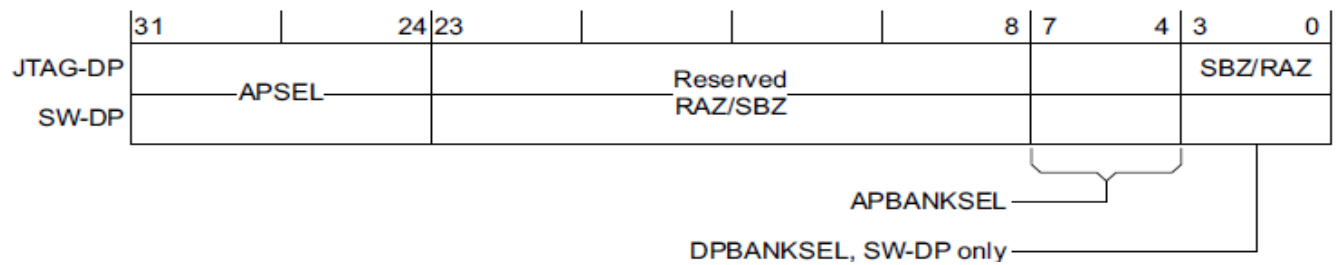 31 24 23 8 7 4 3 0
JTAG-DP SBZ/RAZ
Reserved
APSEL
RAZ/SBZ
SW-DP
APBANKSEL
DPBANKSEL, SW-DP only